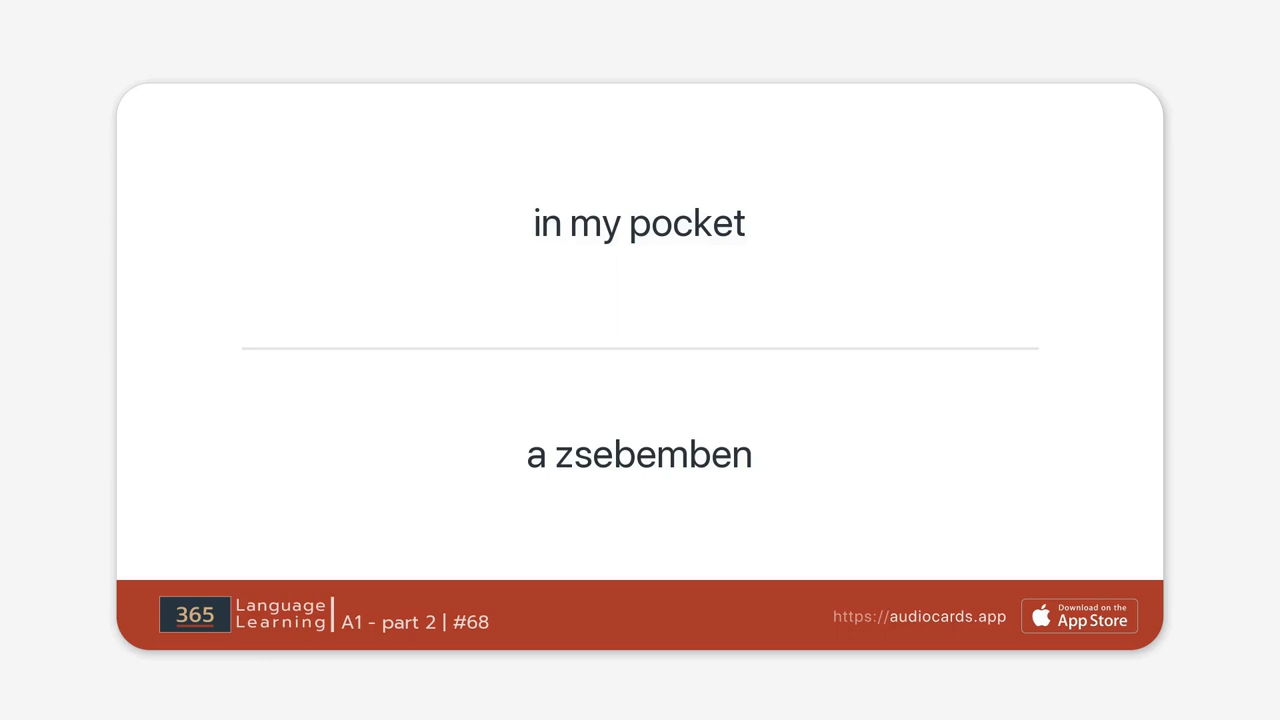 in my pocket
a zsebemben
365
Language
Learning
A1 - part 2 | #68
https://audiocards.app
Download on the
App Store